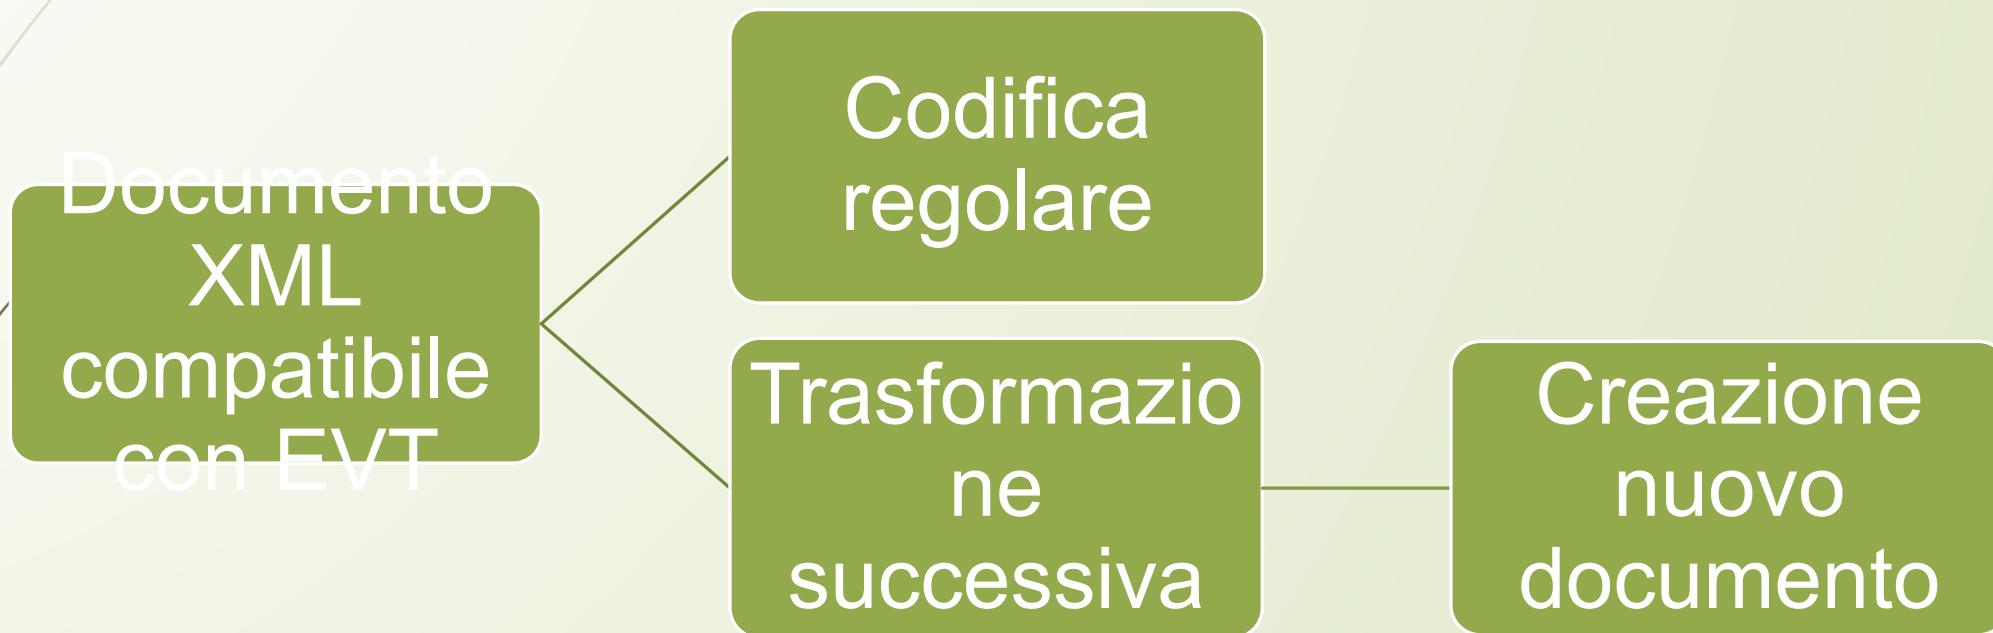 Documento
XML
compatibile
con EVT
Codifica
regolare
Trasformazio
ne
successiva
Creazione
nuovo
documento